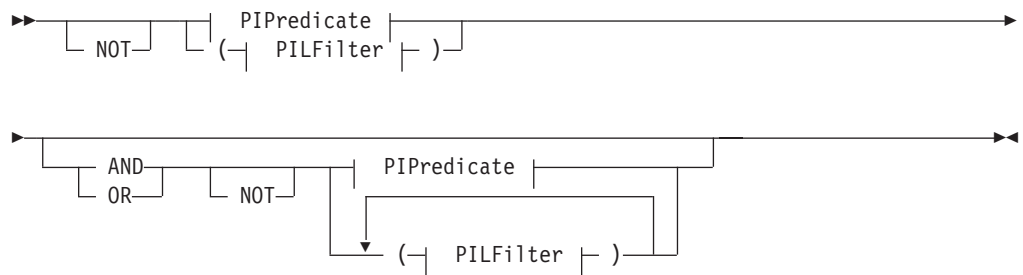 PIPredicate
NOT ( PILFilter )
AND PIPredicate
OR NOT
( PILFilter )